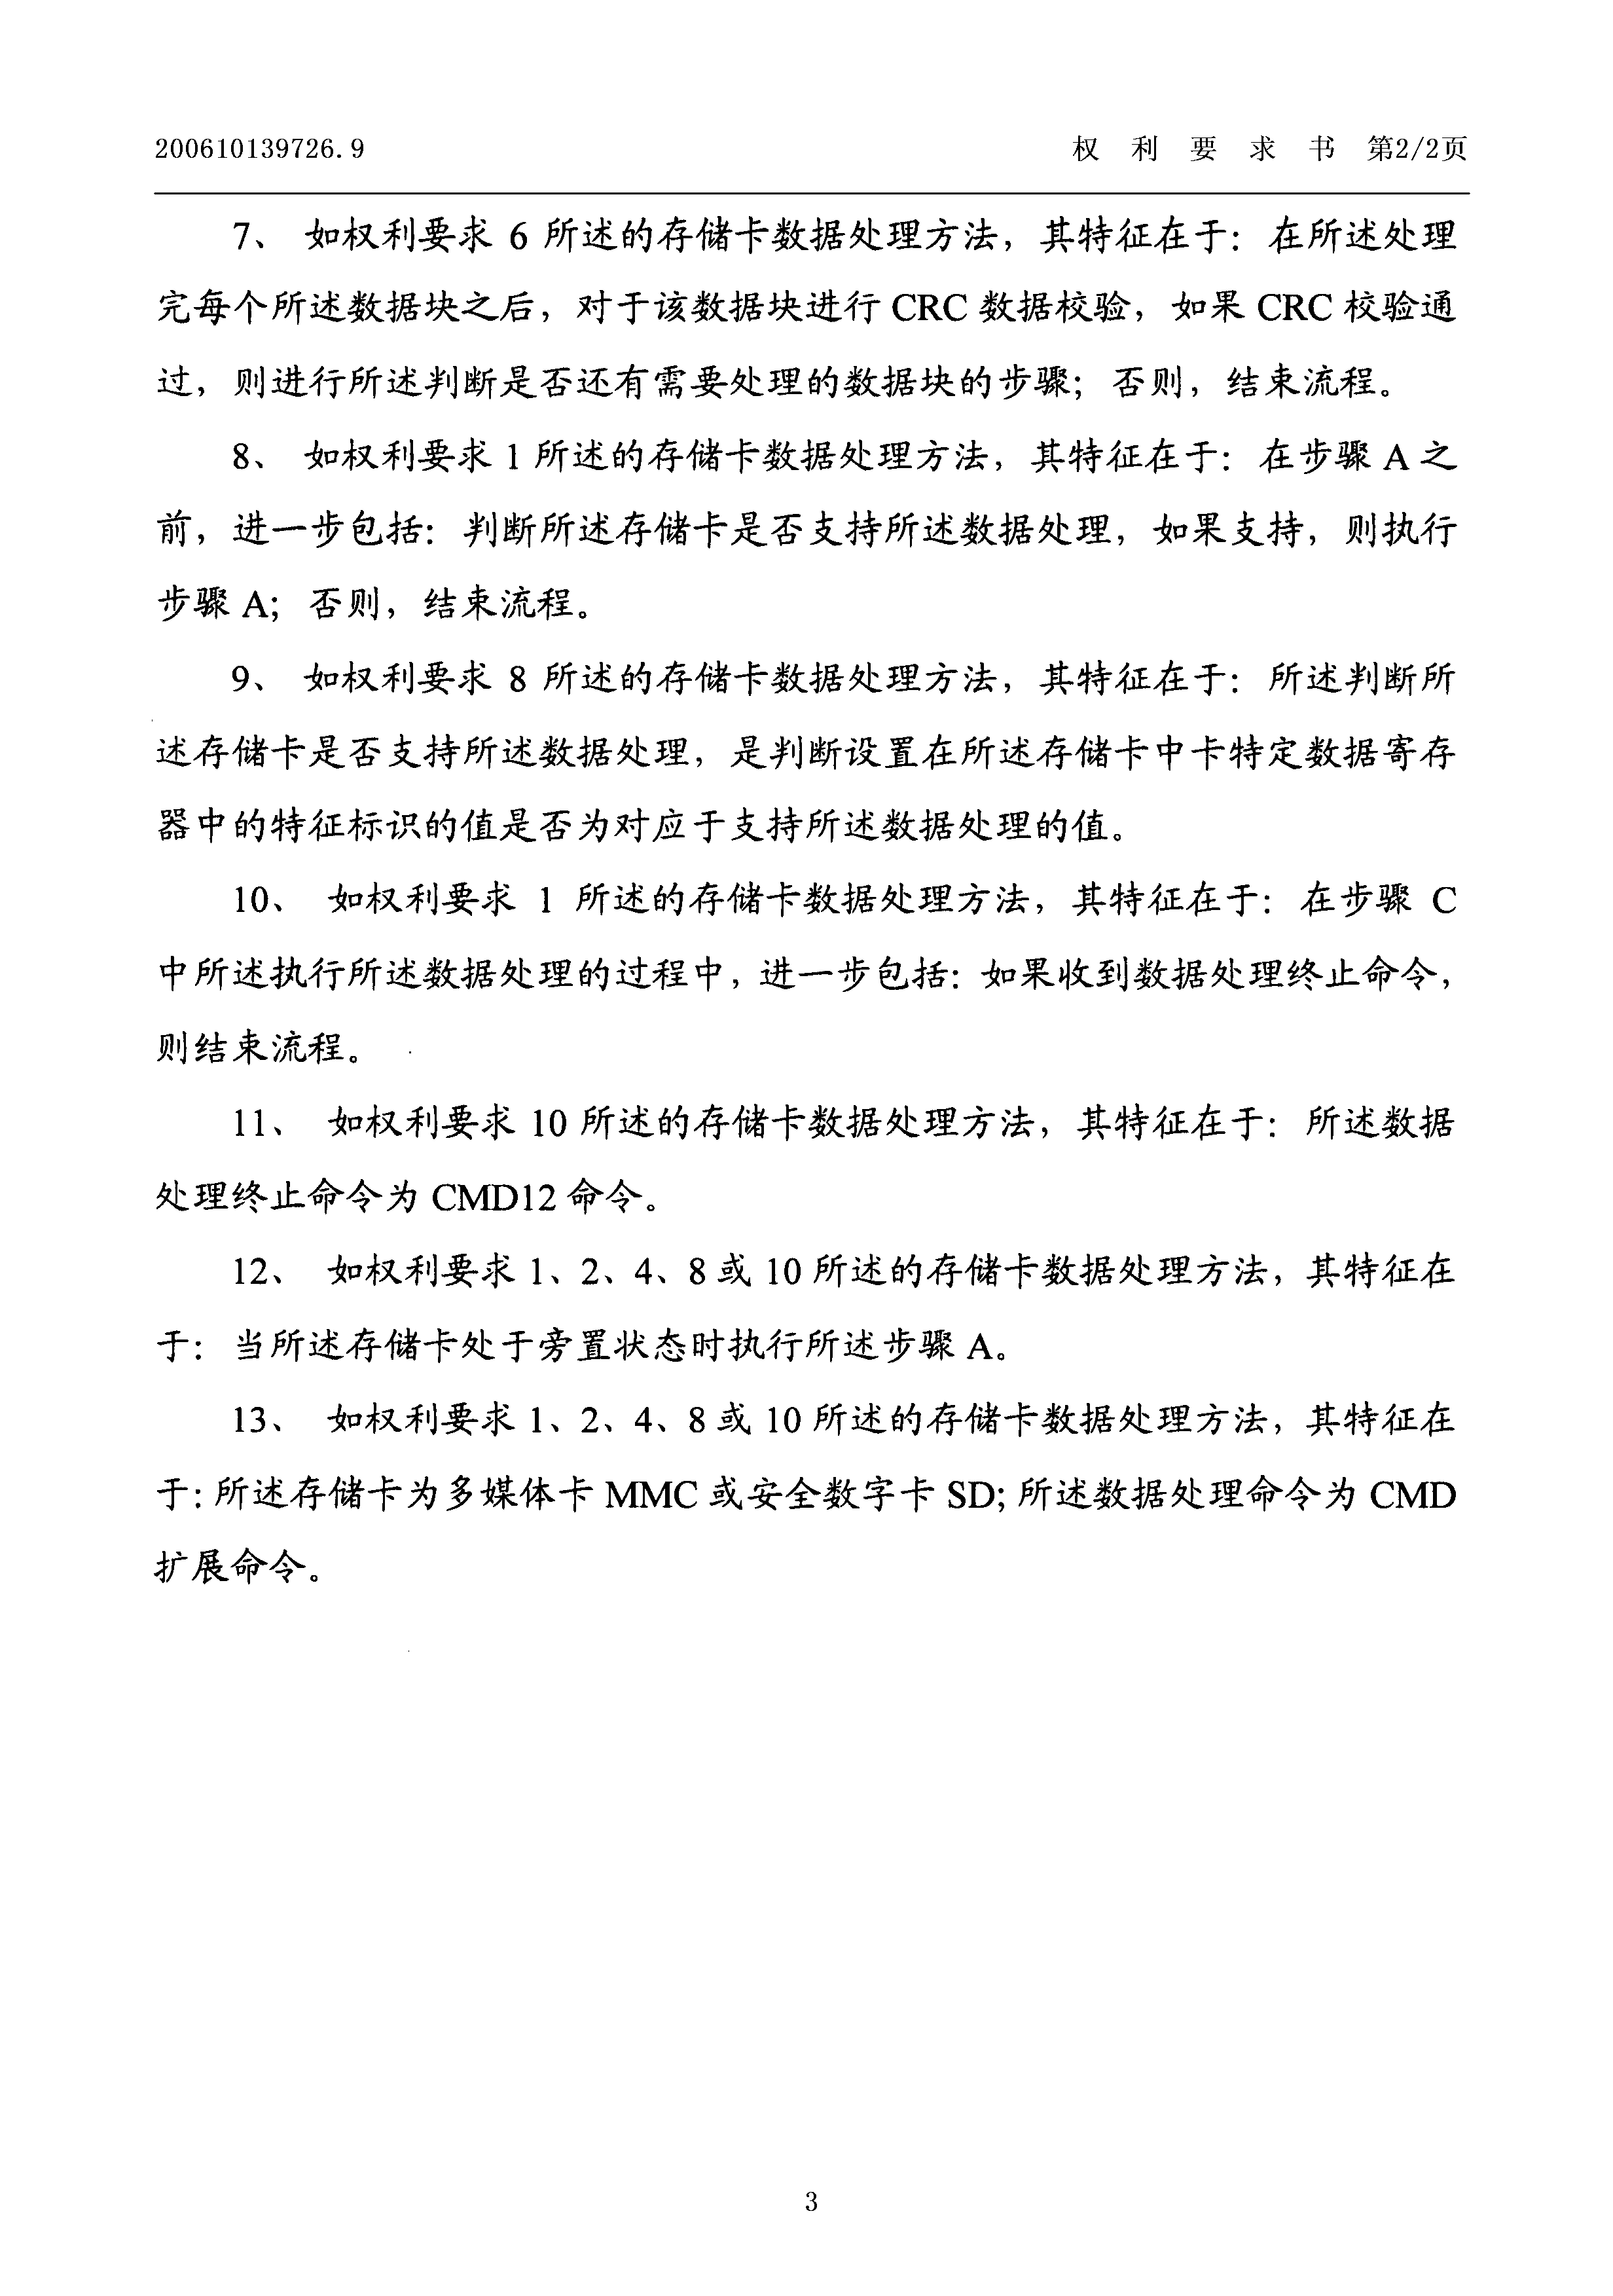 200610139726.9 权利要求书 第2/2页
7、 如权利要求 6 所述的存储卡数据处理方法，其特征在于：在所述处理
完每个所述数据块之后，对于该数据块进行 CRC 数据校验，如果 CRC 校验通
过，则进行所述判断是否还有需要处理的数据块的步骤；否则，结束流程。
8、 如权利要求 1 所述的存储卡数据处理方法，其特征在于：在步骤 A 之
前，进一步包括：判断所述存储卡是否支持所述数据处理，如果支持，则执行
步骤 A；否则，结束流程。
9、 如权利要求 8 所述的存储卡数据处理方法，其特征在于：所述判断所
述存储卡是否支持所述数据处理，是判断设置在所述存储卡中卡特定数据寄存
器中的特征标识的值是否为对应于支持所述数据处理的值。
10、 如权利要求 1 所述的存储卡数据处理方法，其特征在于：在步骤 C
中所述执行所述数据处理的过程中，进一步包括：如果收到数据处理终止命令，
则结束流程。
11、 如权利要求 10 所述的存储卡数据处理方法，其特征在于：所述数据
处理终止命令为 CMD12 命令。
12、 如权利要求 1、2、4、8 或 10 所述的存储卡数据处理方法，其特征在
于：当所述存储卡处于旁置状态时执行所述步骤 A。
13、 如权利要求 1、2、4、8 或 10 所述的存储卡数据处理方法，其特征在
于：所述存储卡为多媒体卡 MMC 或安全数字卡 SD；所述数据处理命令为 CMD
扩展命令。
3